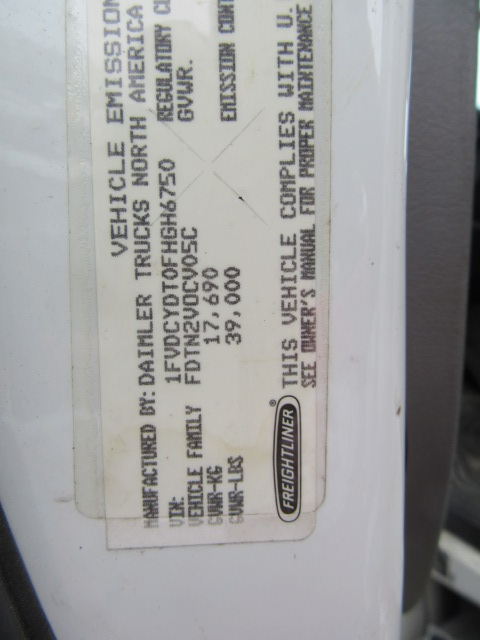 VEHICLE EMISSION
MANUFACTURED BY: DAIMLER TRUCKS NORTH AMERICA
VIN: 1FVDCYDT0FHGH6750 REGULATORY
VEHICLE FAMILY FDTN2VOCV05C GVWR.
GVWR-KG 17,690
GVWR-LBS 39,000 EMISSION
THIS VEHICLE COMPLIES WITH U.
SEE OWNER'S MANUAL FOR PROPER MAINTENANCE
FREIGHTLINER®